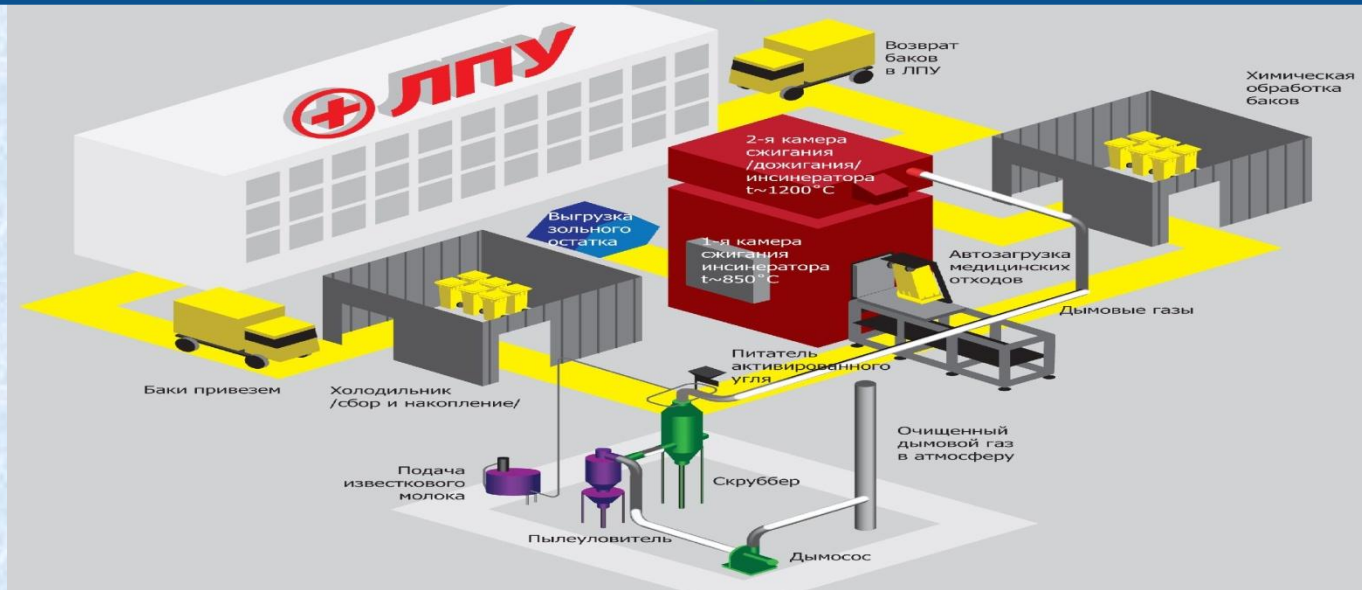 ЛПУ
Возврат
баков
в ЛПУ
Химическая
обработка
баков
2-я камера
сжигания
/дожигания/
инсинератора
t~1200°C
Выгрузка
зольного
остатка
1-я камера
сжигания
инсинератора
t~850°C
Автозагрузка
медицинских
отходов
Дымовые газы
Баки привезем
Холодильник
/сбор и накопление/
Питатель
активированного
угля
Очищенный
дымовой газ
в атмосферу
Подача
известкового
молока
Скруббер
Пылеуловитель
Дымосос